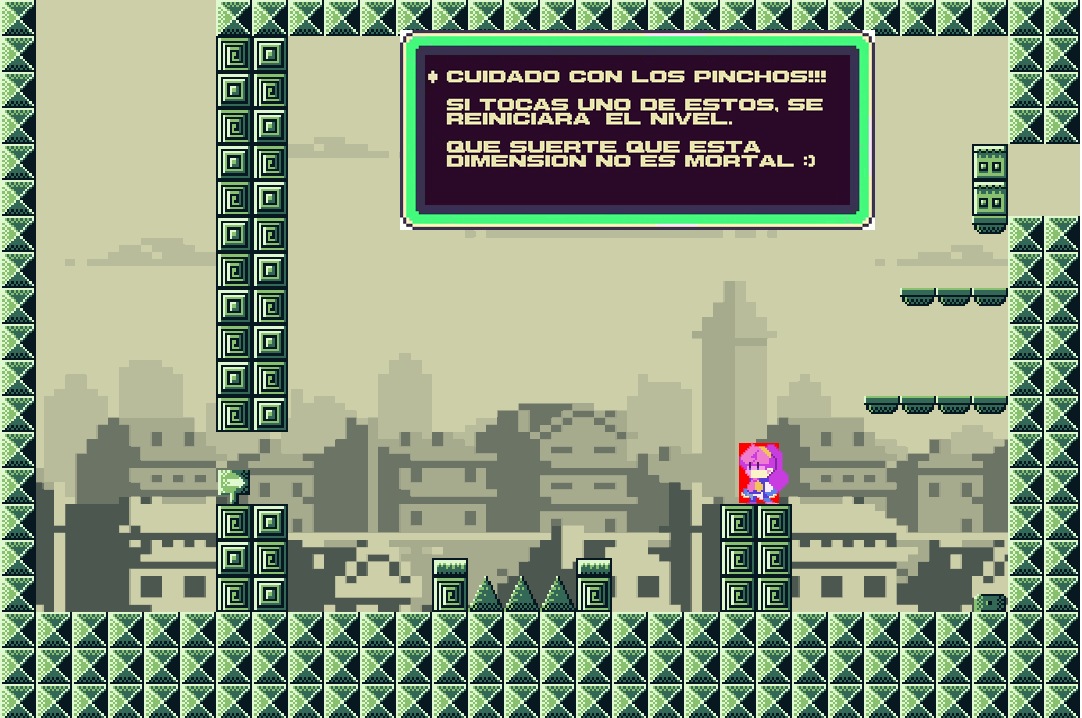 CUIDADO CON LOS PINCHOS!!!
SI TOCAS UNO DE ESTOS, SE
REINICIARA EL NIVEL.
QUE SUERTE QUE ESTA
DIMENSION NO ES MORTAL :)